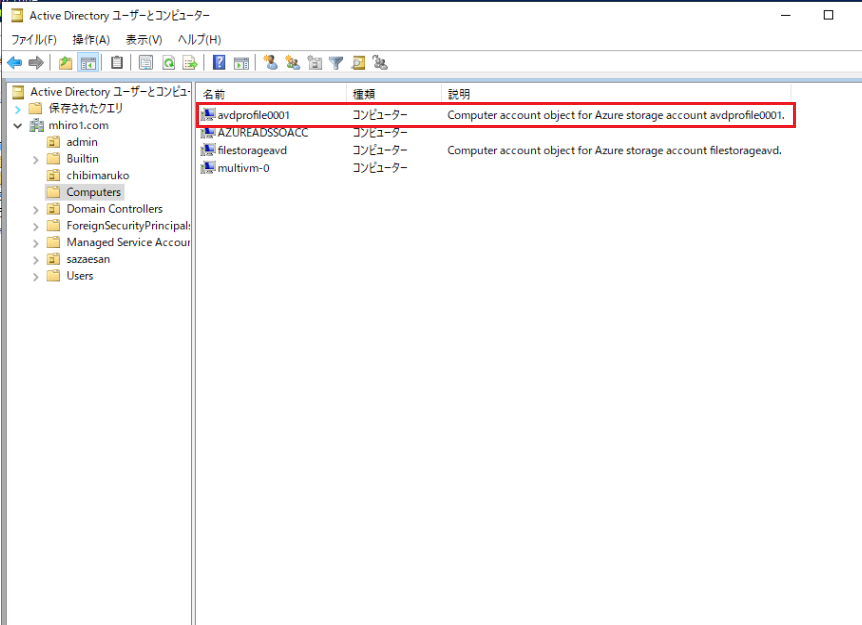 Active Directory ユーザーとコンピューター
ファイル(F) 操作(A) 表示(V) ヘルプ(H)
Active Directory ユーザーとコンピュ-
保存されたクエリ
mhiro1.com
admin
Builtin
chibimaruko
Computers
Domain Controllers
ForeignSecurityPrincipals
Managed Service Accour
sazaesan
Users
名前 種類 説明
avdprofile0001 コンピューター Computer account object for Azure storage account avdprofile0001.
AZUREADSSOACC コンピューター
filestorageavd コンピューター Computer account object for Azure storage account filestorageavd.
multivm-0 コンピューター